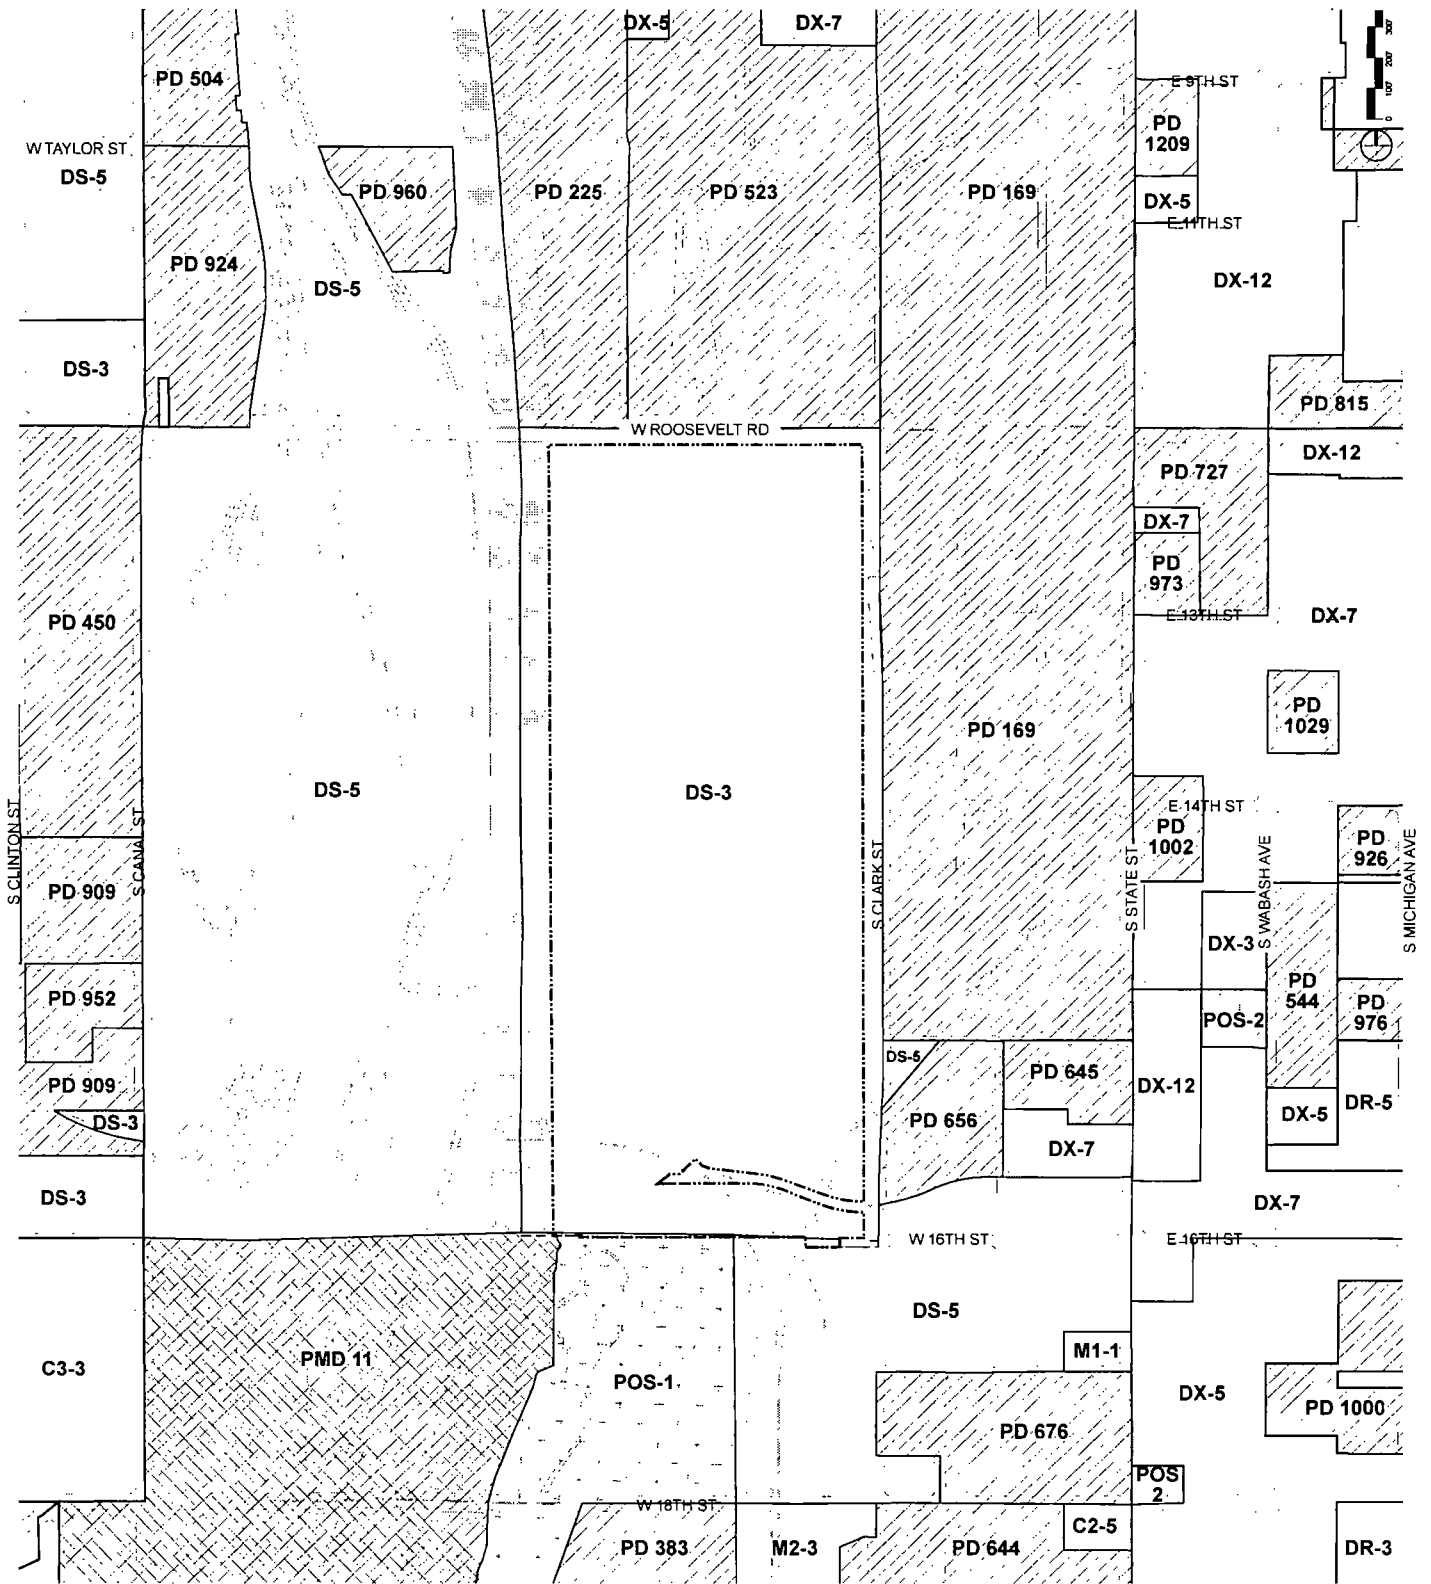 DX-5
DX-7
PD 504
E 9TH ST
0
107
207
307
PD
1209
W TAYLOR ST
DS-5
PD 960
PD 225
PD 523
PD 169
DX-5
E 11TH ST
PD 924
DS-5
DX-12
DS-3
PD 815
W ROOSEVELT RD
DX-12
PD 727
DX-7
PD
973
E 13TH ST
DX-7
PD 450
PD
1029
PD 169
DS-5
DS-3
E 14TH ST
PD
1002
PD
926
S CLINTON ST
S CANAL ST
S CLARK ST
S STATE ST
S WABASH AVE
S MICHIGAN AVE
PD 909
DX-3
PD 952
PD
544
PD
976
POS-2
DS-5
PD 645
DX-12
PD 909
DS-3
PD 656
DX-5
DR-5
DX-7
DS-3
DX-7
W 16TH ST
E 16TH ST
DS-5
M1-1
C3-3
PMD 11
POS-1
DX-5
PD 1000
PD 676
POS
2
W 18TH ST
C2-5
PD 383
M2-3
PD 644
DR-3